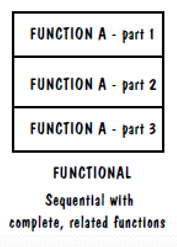 FUNCTION A - part 1
FUNCTION A - part 2
FUNCTION A - part 3
FUNCTIONAL
Sequential with
complete, related functions